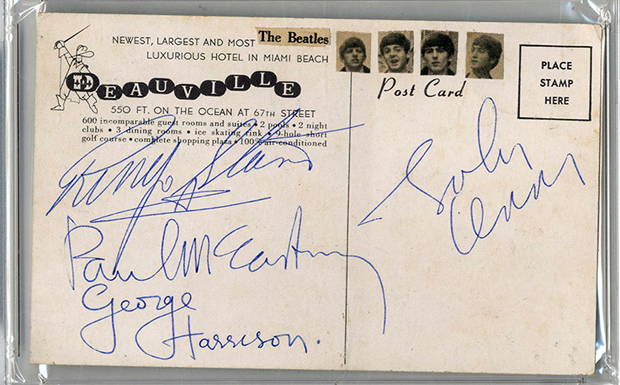 The Beatles
NEWEST, LARGEST AND MOST
LUXURIOUS HOTEL IN MIAMI BEACH
DEAUVILLE
550 FT. ON THE OCEAN AT 67TH STREET
600 incomparable guest rooms and suites • 2 pools • 2 night
clubs • 3 dining rooms • ice skating rink • 9-hole short
golf course • complete shopping plaza • 100% air-conditioned
Post Card
PLACE
STAMP
HERE
Ringo Starr
Paul McCartney
George
Harrison.
John
Lennon